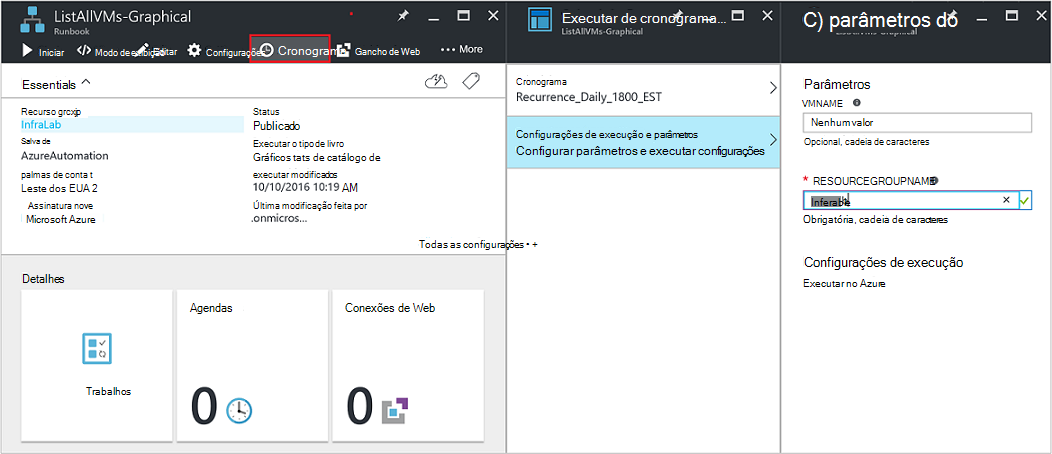 ListAllVMs-Graphical
Runbook
Iniciar
Modo de exibição
Editar
Configurações
Cronograma
Gancho de Web
More
Essentials
Recurso
InfraLab
Salva de
AzureAutomation
palmas de conta t
Leste dos EUA 2
Assinatura nove
Microsoft Azure
Status
Publicado
Executar o tipo de livro
Gráficos tats de catálogo de
executar modificados
10/10/2016 10:19 AM
Última modificação feita por
.onmicros...
Todas as configurações • +
Detalhes
Trabalhos
Agendas
0
Conexões de Web
0
Executar de cronograma...
ListAllVMs-Graphical
Cronograma
Recurrence_Daily_1800_EST
Configurações de execução e parâmetros
Configurar parâmetros e executar configurações
C) parâmetros do
ListAllVMs-Graphical
Parâmetros
VMNAME
Nenhum valor
Opcional, cadeia de caracteres
* RESOURCEGROUPNAME
Obrigatória, cadeia de caracteres
Configurações de execução
Executar no Azure